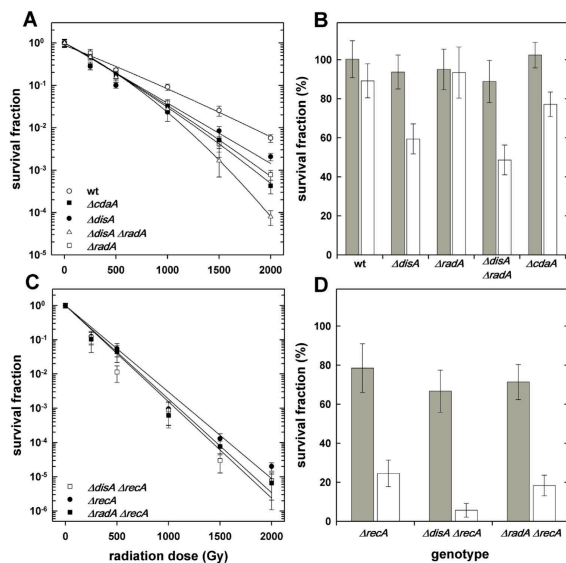 A
survival fraction
10⁰
10⁻¹
10⁻²
10⁻³
10⁻⁴
10⁻⁵
wt
ΔcdaA
ΔdisA
ΔdisA ΔradA
ΔradA
0 500 1000 1500 2000
B
survival fraction (%)
100
80
60
40
20
0
wt ΔdisA ΔradA ΔdisA ΔcdaA
ΔradA
C
survival fraction
10⁰
10⁻¹
10⁻²
10⁻³
10⁻⁴
10⁻⁵
10⁻⁶
ΔdisA ΔrecA
ΔrecA
ΔradA ΔrecA
0 500 1000 1500 2000
radiation dose (Gy)
D
survival fraction (%)
80
60
40
20
0
ΔrecA ΔdisA ΔrecA ΔradA ΔrecA
genotype